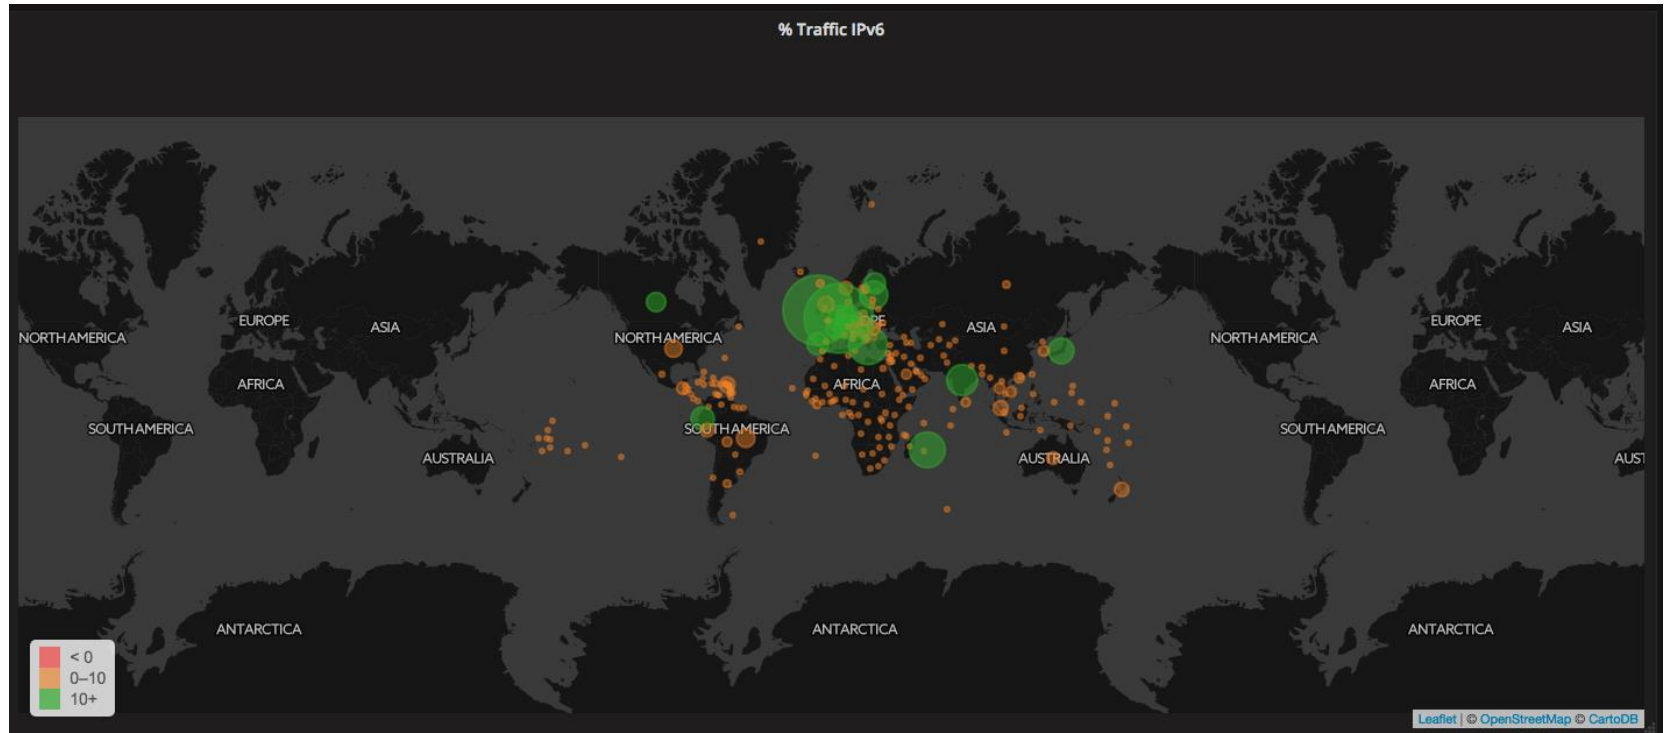 % Traffic IPv6
EUROPE
ASIA
EUROPE
ASIA
NORTH AMERICA
NORTH AMERICA
ASIA
NORTH AMERICA
AFRICA
AFRICA
AFRICA
SOUTH AMERICA
SOUTH AMERICA
SOUTH AMERICA
AUSTRALIA
AUSTRALIA
AUST
ANTARCTICA
ANTARCTICA
ANTARCTICA
< 0
0–10
10+
Leaflet | © OpenStreetMap © CartoDB